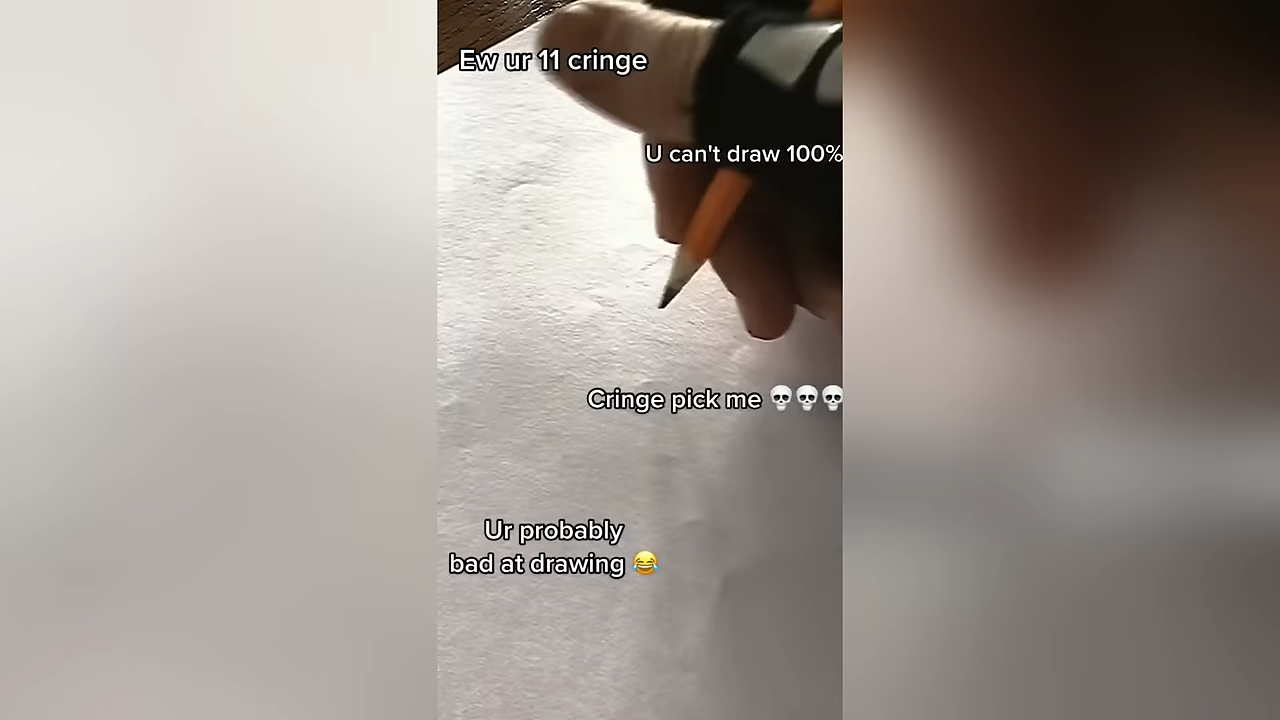 Ew ur 11 cringe
U can't draw 100%
Cringe pick me 💀💀💀
Ur probably
bad at drawing 😂